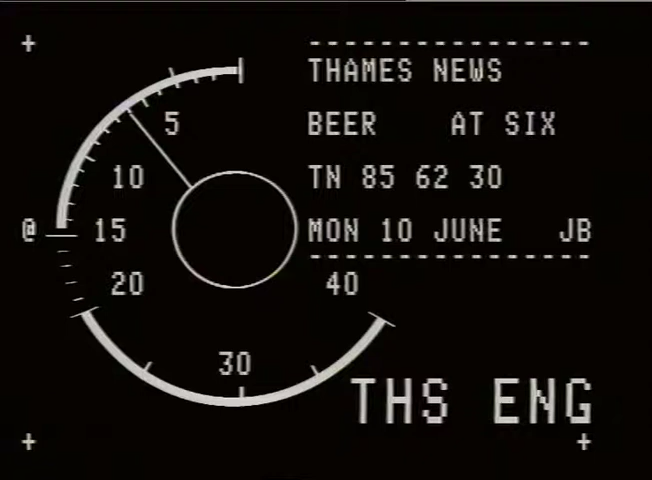 THAMES NEWS
BEER AT SIX
TN 85 62 30
MON 10 JUNE JB
5
10
@ 15
20
30
40
THS ENG